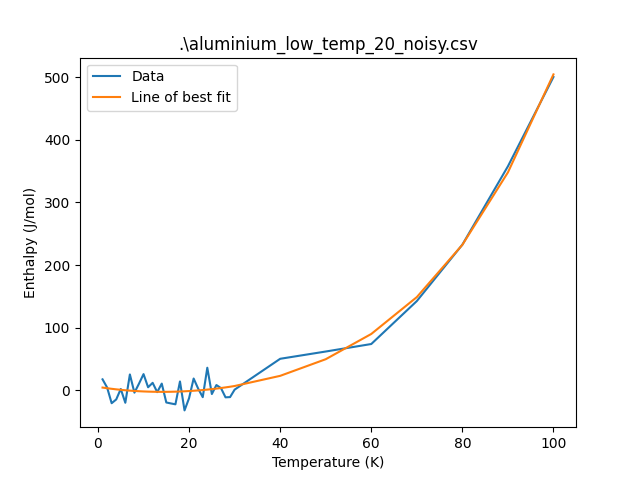 .\aluminium_low_temp_20_noisy.csv
Data
Line of best fit
500
400
300
200
100
0
Enthalpy (J/mol)
0 20 40 60 80 100
Temperature (K)